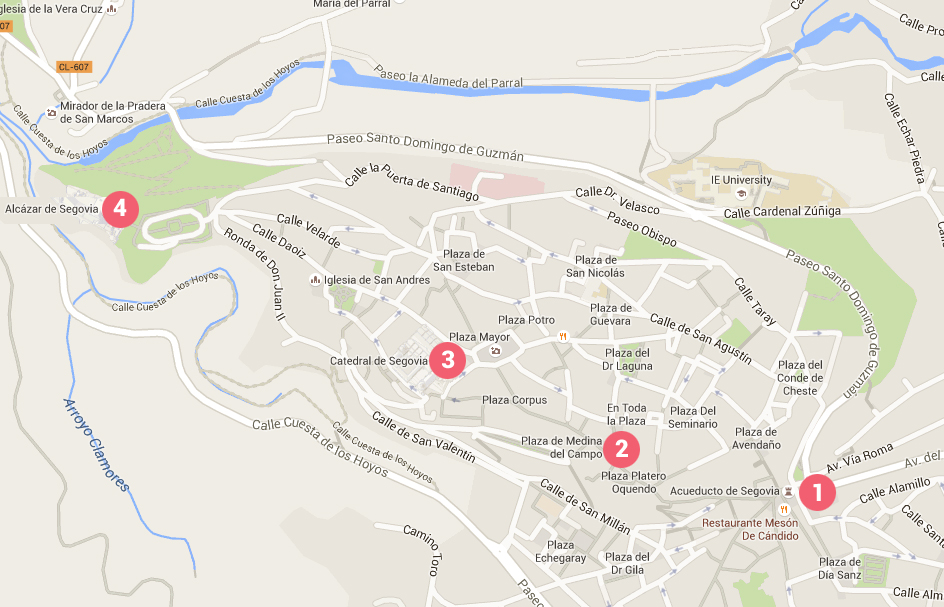 glesia de la Vera Cruz
María del Parral
Calle Pro
607
CL-607
Paseo la Alameda del Parral
Calle Cuesta de los Hoyos
Calle
Mirador de la Pradera
de San Marcos
Calle Cuesta de los Hoyos
Calle Echar Piedra
Paseo Santo Domingo de Guzmán
Calle la Puerta de Santiago
IE University
Calle Dr. Velasco
Calle Cardenal Zúñiga
Alcázar de Segovia
4
Calle Velarde
Paseo Obispo
Calle Daoiz
Ronda de Don Juan II
Plaza de
San Esteban
Plaza de
San Nicolás
Paseo Santo Domingo de Guzmán
Calle Cuesta de los Hoyos
Iglesia de San Andres
Calle Taray
Plaza de
Guevara
Plaza Potro
Calle de San Agustín
Plaza Mayor
Catedral de Segovia
3
Plaza del
Dr Laguna
Plaza del
Conde de
Cheste
Plaza Corpus
Arroyo Clamores
En Toda
la Plaza
Plaza Del
Seminario
Calle Cuesta de los Hoyos
Calle Cuesta de los Hoyos
Calle de San Valentín
Plaza de Medina
del Campo
2
Plaza de
Avendaño
Av. Vía Roma
Av. del
Plaza Platero
Oquendo
Acueducto de Segovia
1
Calle Alamillo
Calle de San Millán
Restaurante Mesón
De Cándido
Calle Santa
Camino Toro
Plaza
Echegaray
Plaza del
Dr Gila
Plaza de
Día Sanz
Paseo
Calle Alm